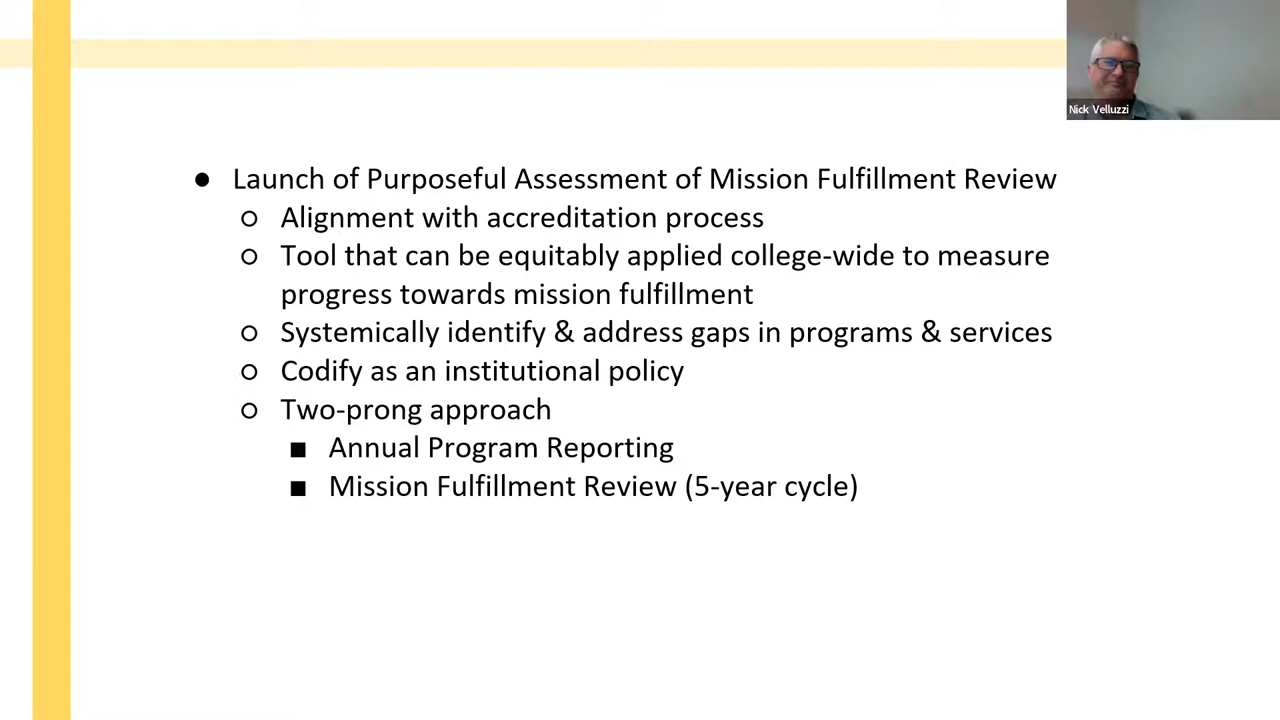 Nick Velluzzi
● Launch of Purposeful Assessment of Mission Fulfillment Review
○ Alignment with accreditation process
○ Tool that can be equitably applied college-wide to measure
progress towards mission fulfillment
○ Systemically identify & address gaps in programs & services
○ Codify as an institutional policy
○ Two-prong approach
■ Annual Program Reporting
■ Mission Fulfillment Review (5-year cycle)